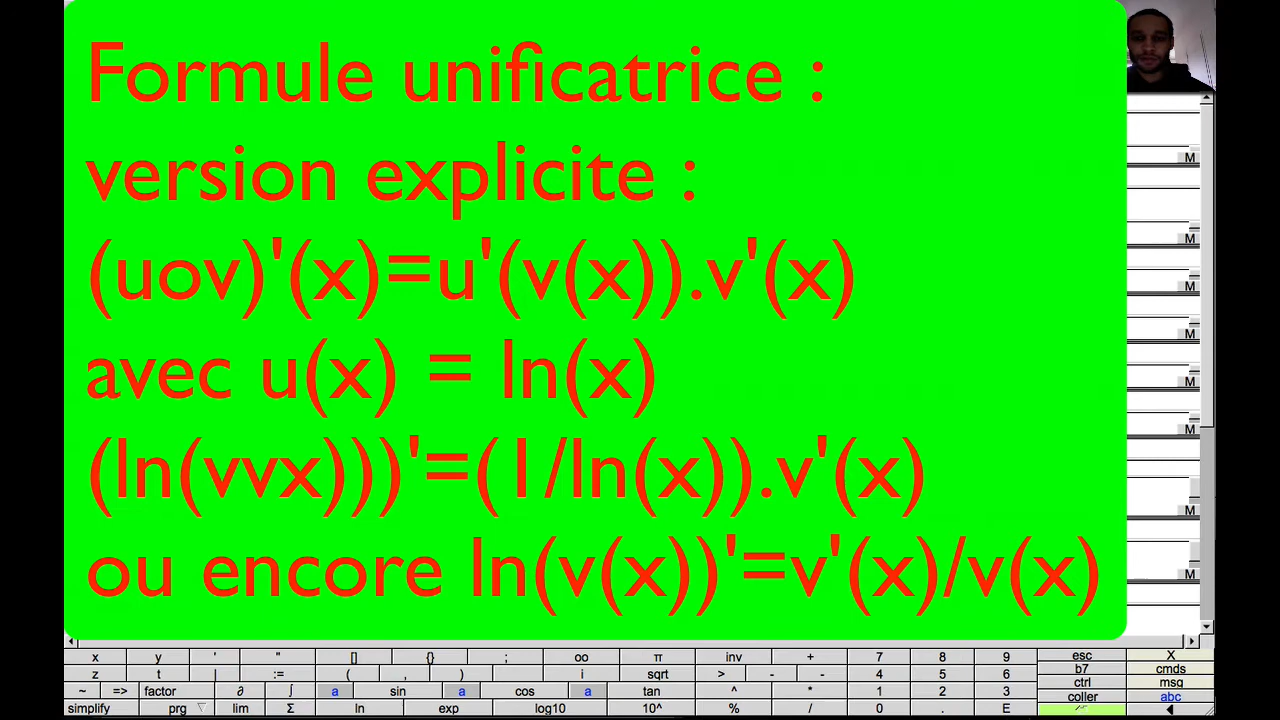 Formule unificatrice :
version explicite :
(uov)'(x)=u'(v(x)).v'(x)
avec u(x) = ln(x)
(ln(vvx)))'=(1/ln(x)).v'(x)
ou encore ln(v(x))'=v'(x)/v(x)
M
M
M
M
M
M
M
M
x y ' " [] {} ; oo π inv + 7 8 9 esc X
z t | := ( , ) i sqrt > - - 4 5 6 b7 cmds
~ => factor ∂ ∫ a sin a cos a tan ^ * 1 2 3 ctrl msg
simplify prg lim Σ ln exp log10 10^ % / 0 . E coller abc